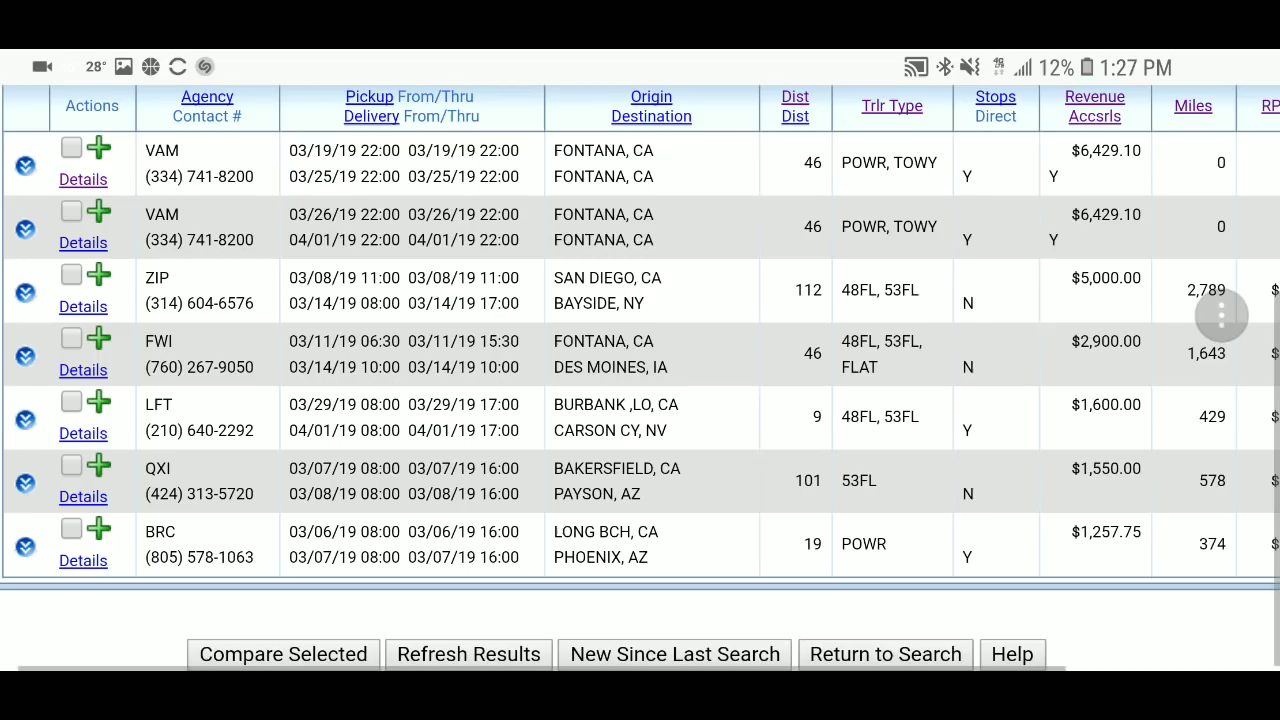 28° 12% 1:27 PM
Actions Agency Pickup From/Thru Origin Dist Trlr Type Stops Revenue Miles RP
Contact # Delivery From/Thru Destination Dist Direct Accsrls
VAM 03/19/19 22:00 03/19/19 22:00 FONTANA, CA 46 POWR, TOWY $6,429.10 0
Details (334) 741-8200 03/25/19 22:00 03/25/19 22:00 FONTANA, CA Y Y
VAM 03/26/19 22:00 03/26/19 22:00 FONTANA, CA 46 POWR, TOWY $6,429.10 0
Details (334) 741-8200 04/01/19 22:00 04/01/19 22:00 FONTANA, CA Y Y
ZIP 03/08/19 11:00 03/08/19 11:00 SAN DIEGO, CA 112 48FL, 53FL $5,000.00 2,789 $
Details (314) 604-6576 03/14/19 08:00 03/14/19 17:00 BAYSIDE, NY N
FWI 03/11/19 06:30 03/11/19 15:30 FONTANA, CA 46 48FL, 53FL, $2,900.00 1,643 $
Details (760) 267-9050 03/14/19 10:00 03/14/19 10:00 DES MOINES, IA FLAT N
LFT 03/29/19 08:00 03/29/19 17:00 BURBANK ,LO, CA 9 48FL, 53FL $1,600.00 429 $
Details (210) 640-2292 04/01/19 08:00 04/01/19 17:00 CARSON CY, NV Y
QXI 03/07/19 08:00 03/07/19 16:00 BAKERSFIELD, CA 101 53FL $1,550.00 578 $
Details (424) 313-5720 03/08/19 08:00 03/08/19 16:00 PAYSON, AZ N
BRC 03/06/19 08:00 03/06/19 16:00 LONG BCH, CA 19 POWR $1,257.75 374 $
Details (805) 578-1063 03/07/19 08:00 03/07/19 16:00 PHOENIX, AZ Y
Compare Selected Refresh Results New Since Last Search Return to Search Help